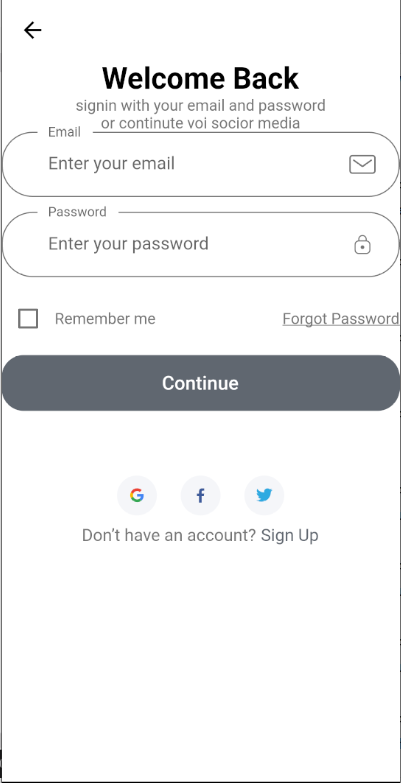 Welcome Back
signin with your email and password
or continute voi socior media
Email
Enter your email
Password
Enter your password
Remember me
Forgot Password
Continue
Don't have an account? Sign Up